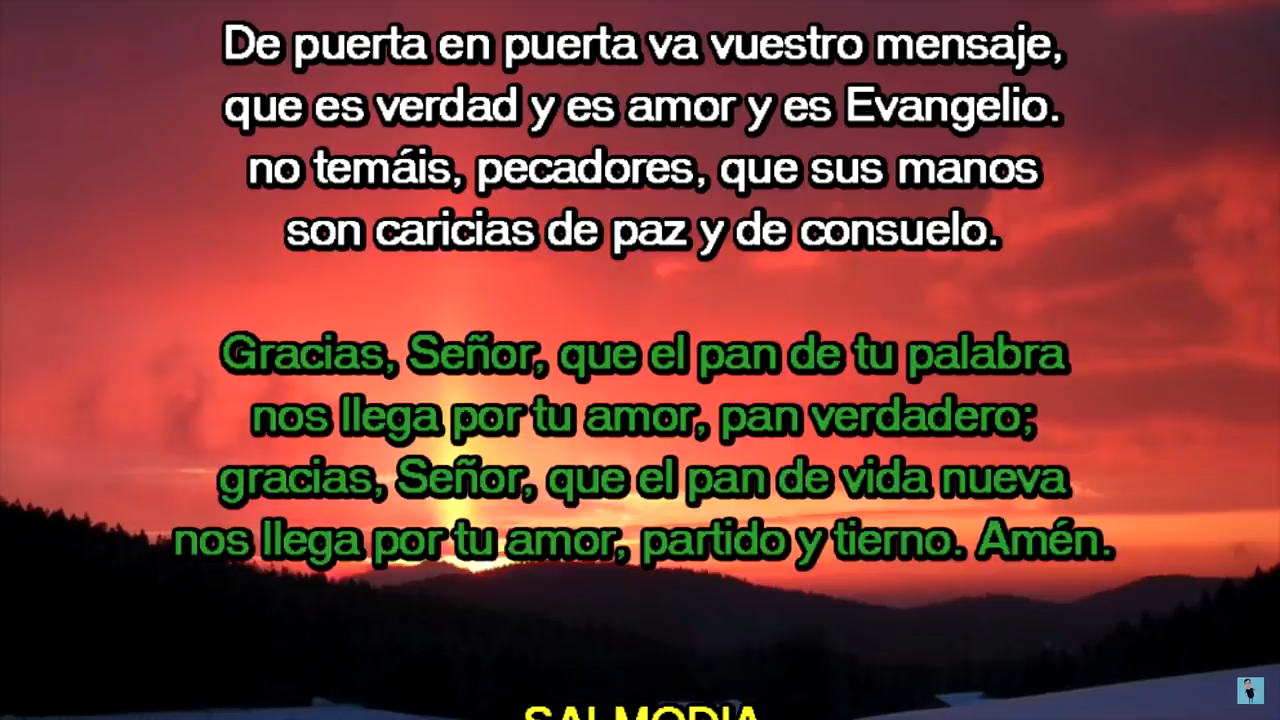 De puerta en puerta va vuestro mensaje,
que es verdad y es amor y es Evangelio.
no temáis, pecadores, que sus manos
son caricias de paz y de consuelo.
Gracias, Señor, que el pan de tu palabra
nos llega por tu amor, pan verdadero;
gracias, Señor, que el pan de vida nueva
nos llega por tu amor, partido y tierno. Amén.
SALMODIA